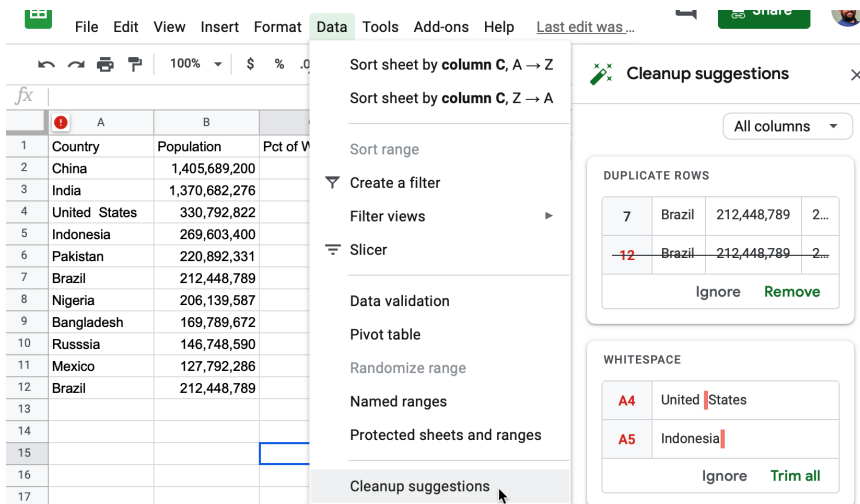 Share
File Edit View Insert Format Data Tools Add-ons Help Last edit was ...
100% $ % .0
fx
Sort sheet by column C, A → Z
Sort sheet by column C, Z → A
Sort range
Create a filter
Filter views
Slicer
Data validation
Pivot table
Randomize range
Named ranges
Protected sheets and ranges
Cleanup suggestions
A B
1 Country Population Pct of W
2 China 1,405,689,200
3 India 1,370,682,276
4 United  States 330,792,822
5 Indonesia 269,603,400
6 Pakistan 220,892,331
7 Brazil 212,448,789
8 Nigeria 206,139,587
9 Bangladesh 169,789,672
10 Russsia 146,748,590
11 Mexico 127,792,286
12 Brazil 212,448,789
13
14
15
16
17
Cleanup suggestions
All columns
DUPLICATE ROWS
7 Brazil 212,448,789 2...
12 Brazil 212,448,789 2...
Ignore Remove
WHITESPACE
A4 United States
A5 Indonesia
Ignore Trim all